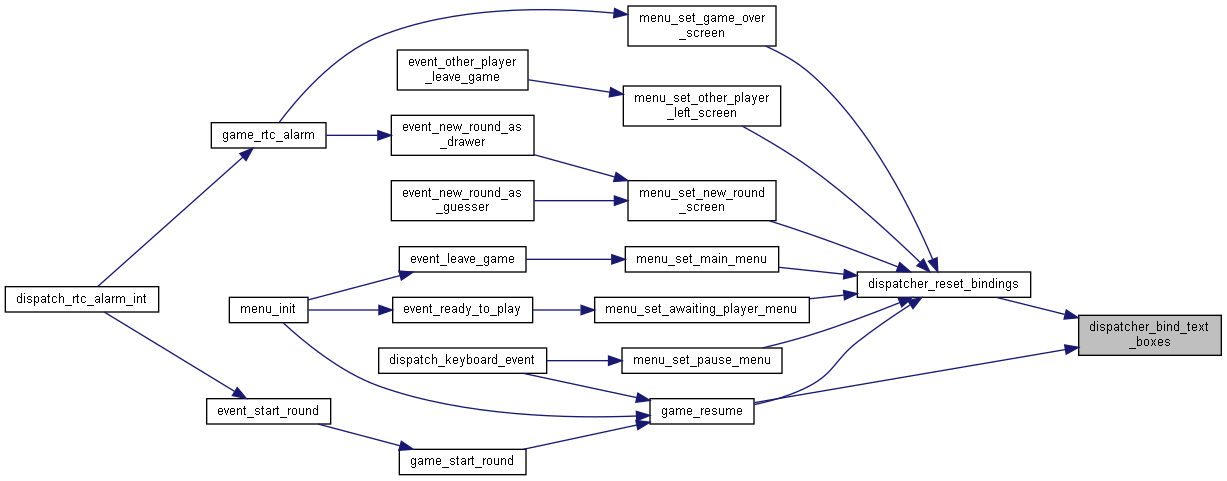 menu_set_game_over
_screen
event_other_player
_leave_game
menu_set_other_player
_left_screen
game_rtc_alarm
event_new_round_as
_drawer
event_new_round_as
_guesser
menu_set_new_round
_screen
event_leave_game
menu_set_main_menu
dispatcher_reset_bindings
dispatch_rtc_alarm_int
menu_init
event_ready_to_play
menu_set_awaiting_player_menu
dispatcher_bind_text
_boxes
dispatch_keyboard_event
menu_set_pause_menu
event_start_round
game_resume
game_start_round